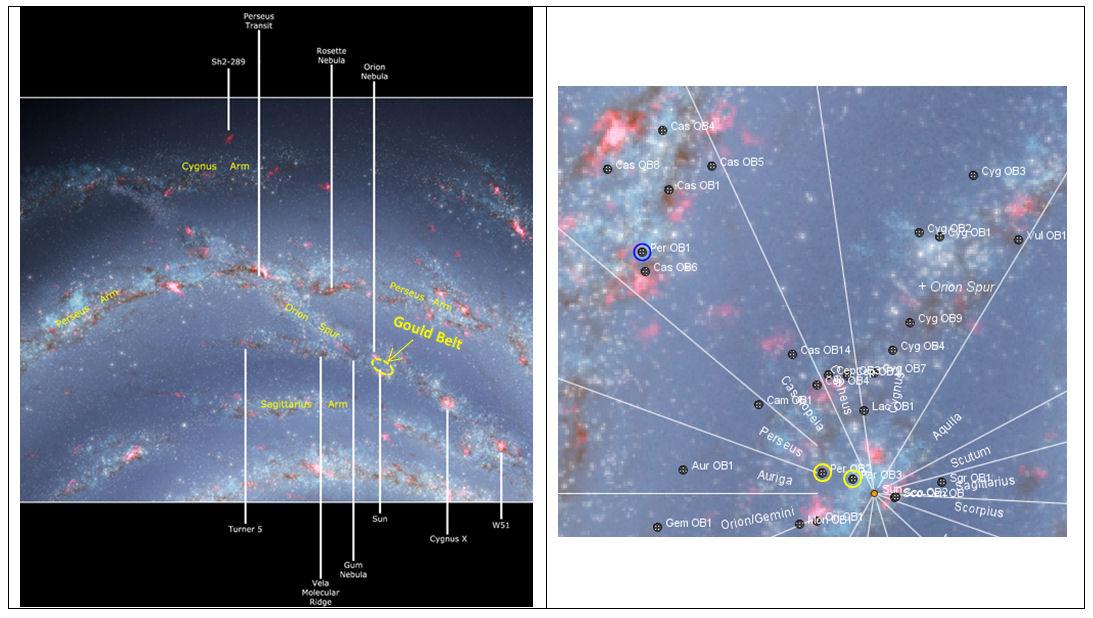 Perseus
Transit
Sh2-289
Rosette
Nebula
Orion
Nebula
Cygnus Arm
Perseus Arm
Perseus Arm
Orion Spur
Gould Belt
Sagittarius Arm
Turner 5
Vela
Molecular
Ridge
Gum
Nebula
Sun
Cygnus X
W51
Cas OB4
Cas OB8
Cas OB5
Cas OB1
Cyg OB3
Per OB1
Cas OB6
Cyg OB2
Cyg OB1
Vul OB1
+ Orion Spur
Cyg OB9
Cyg OB4
Cas OB14
OB7
Cep OB4
Cassiopeia
Cepheus
Cygnus
Cam OB1
Lac OB1
Perseus
Aquila
Scutum
Aur OB1
Auriga
Per OB2
Per OB3
Sgr OB1
Sagittarius
Sun
Sco OB2
Scorpius
Gem OB1
Orion/Gemini
Mon OB1
Ori OB1